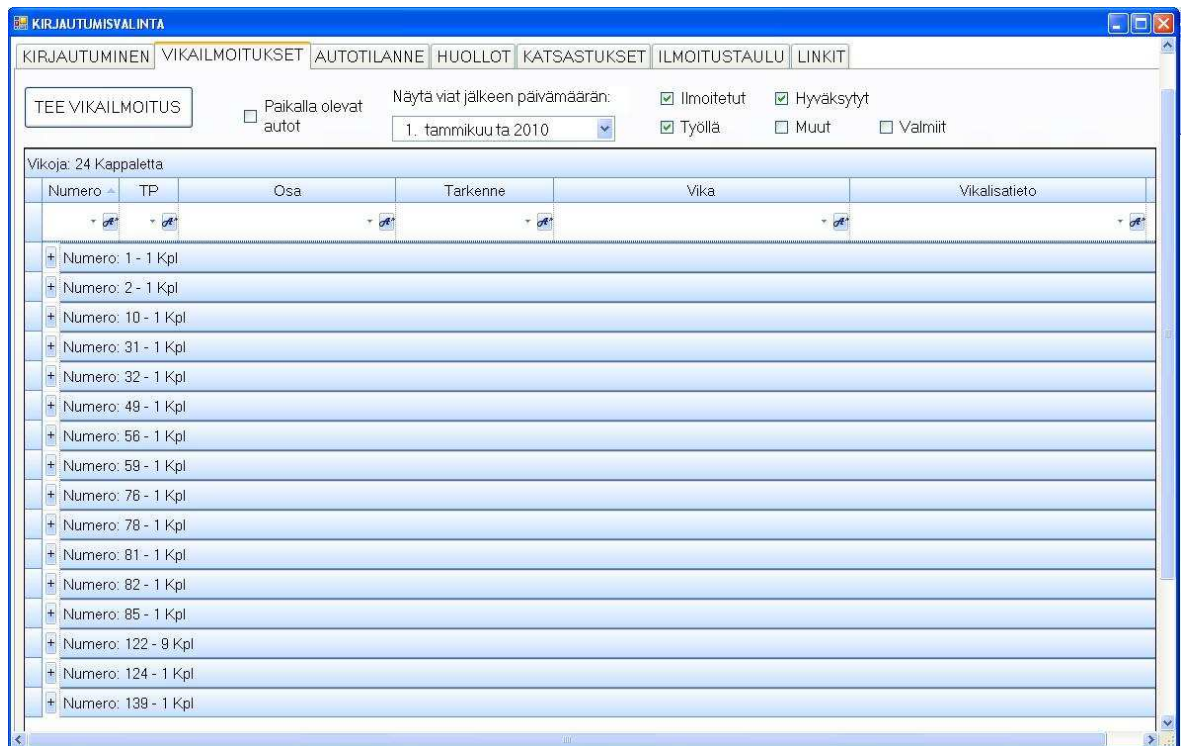 KIRJAUTUMISVALINTA
KIRJAUTUMINEN VIKAILMOITUKSET AUTOTILANNE HUOLLOT KATSASTUKSET ILMOITUSTAULU LINKIT
TEE VIKAILMOITUS
Paikalla olevat
autot
Näytä viat jälkeen päivämäärän:
1. tammikuu ta 2010
Ilmoitetut Hyväksytyt
Työllä Muut Valmiit
Vikoja: 24 Kappaletta
Numero TP Osa Tarkenne Vika Vikalisatieto
+ Numero: 1 - 1 Kpl
+ Numero: 2 - 1 Kpl
+ Numero: 10 - 1 Kpl
+ Numero: 31 - 1 Kpl
+ Numero: 32 - 1 Kpl
+ Numero: 49 - 1 Kpl
+ Numero: 56 - 1 Kpl
+ Numero: 59 - 1 Kpl
+ Numero: 76 - 1 Kpl
+ Numero: 78 - 1 Kpl
+ Numero: 81 - 1 Kpl
+ Numero: 82 - 1 Kpl
+ Numero: 85 - 1 Kpl
+ Numero: 122 - 9 Kpl
+ Numero: 124 - 1 Kpl
+ Numero: 139 - 1 Kpl